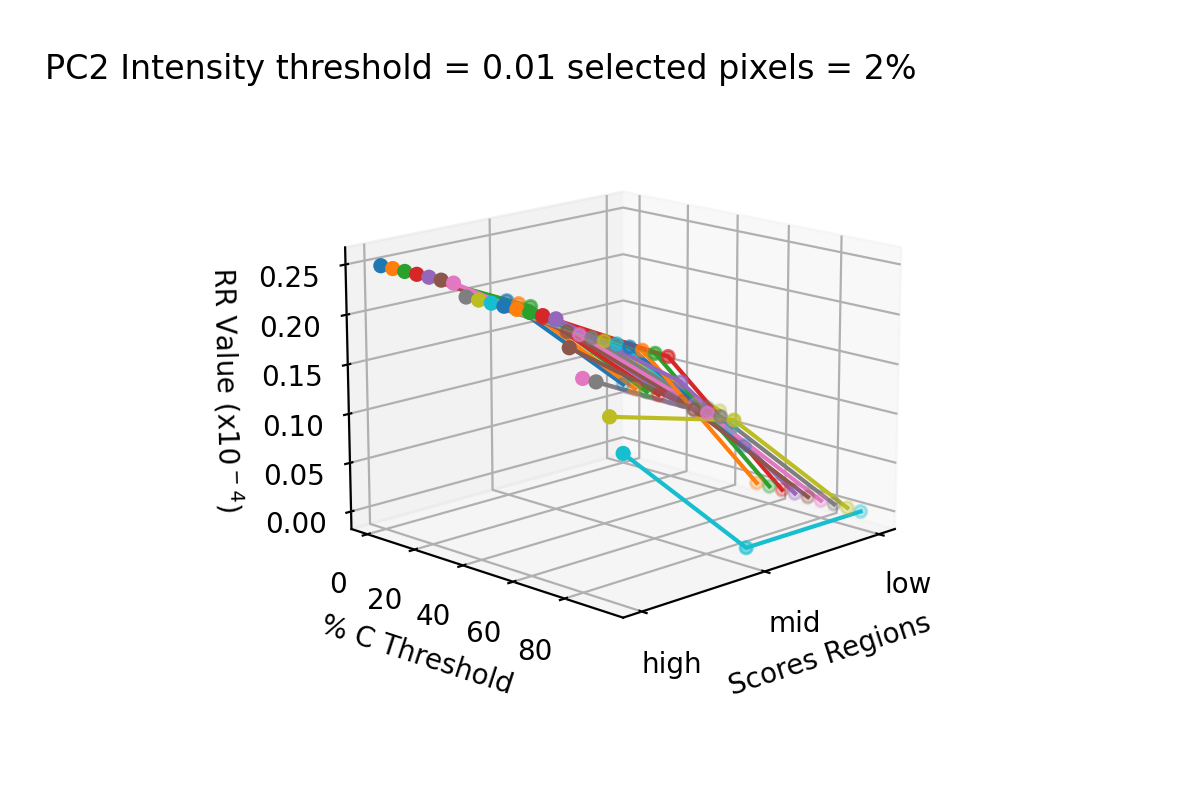 PC2 Intensity threshold = 0.01 selected pixels = 2%
RR Value (x10⁻⁴)
0.25
0.20
0.15
0.10
0.05
0.00
0
20
40
60
80
% C Threshold
high
mid
low
Scores Regions